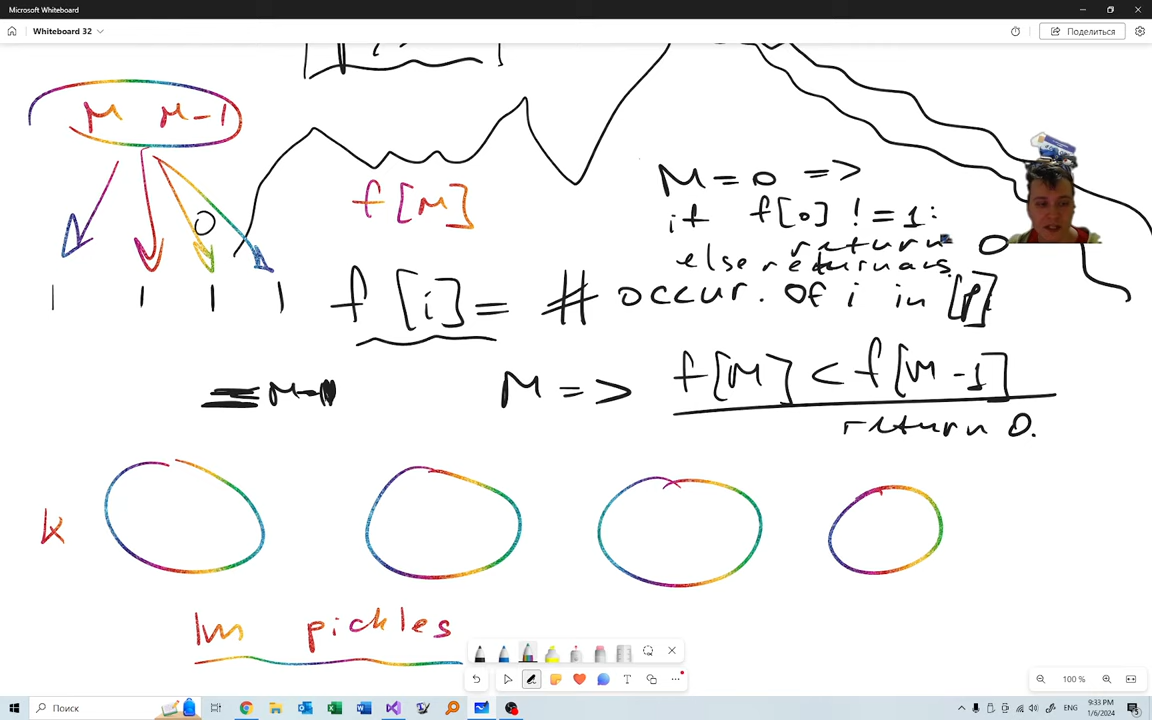 Microsoft Whiteboard
Whiteboard 32
Поделиться
M M-1
M = 0 =>
if f[0] != 1:
return 0
else return ans.
f[M]
0
f[i] = # occur. of i in [p]
1 1 1 1
M => f[M] < f[M-1]
return 0.
k
m pickles
100 %
Поиск
ENG
9:33 PM
1/6/2024